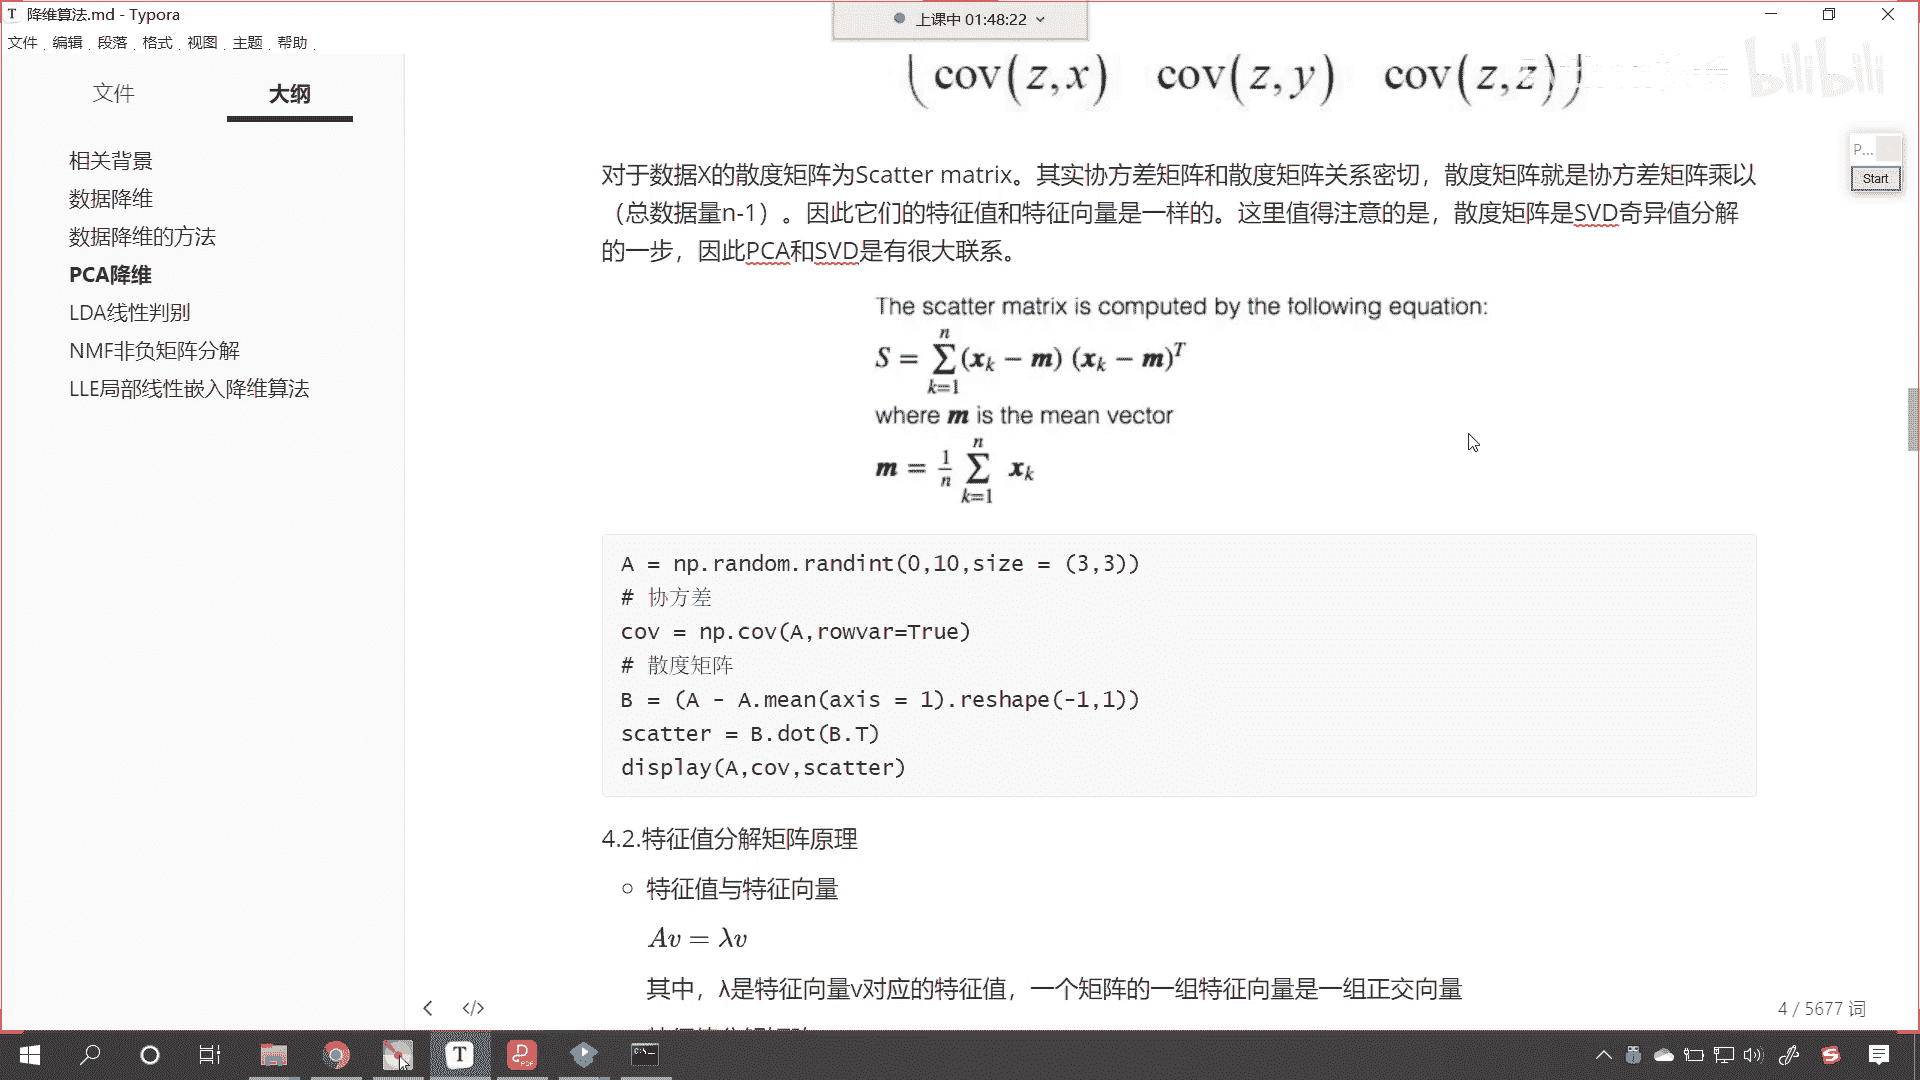 降维算法.md - Typora
上课中 01:48:22
文件 编辑 段落 格式 视图 主题 帮助
文件 大纲
相关背景
数据降维
数据降维的方法
PCA降维
LDA线性判别
NMF非负矩阵分解
LLE局部线性嵌入降维算法
cov(z,x) cov(z,y) cov(z,z)
bilibili
P...
Start
对于数据X的散度矩阵为Scatter matrix。其实协方差矩阵和散度矩阵关系密切，散度矩阵就是协方差矩阵乘以
（总数据量n-1）。因此它们的特征值和特征向量是一样的。这里值得注意的是，散度矩阵是SVD奇异值分解
的一步，因此PCA和SVD是有很大联系。
The scatter matrix is computed by the following equation:
S = ∑_{k=1}^{n} (x_k − m) (x_k − m)^T
where m is the mean vector
m = 1/n ∑_{k=1}^{n} x_k
A = np.random.randint(0,10,size = (3,3))
# 协方差
cov = np.cov(A,rowvar=True)
# 散度矩阵
B = (A - A.mean(axis = 1).reshape(-1,1))
scatter = B.dot(B.T)
display(A,cov,scatter)
4.2.特征值分解矩阵原理
特征值与特征向量
Av = λv
其中，λ是特征向量v对应的特征值，一个矩阵的一组特征向量是一组正交向量
4 / 5677 词